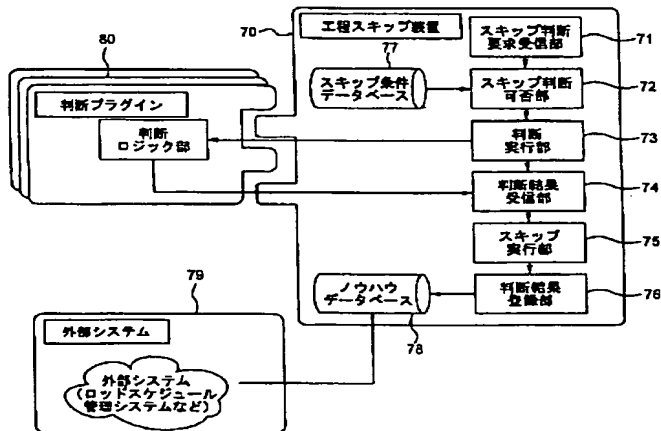 80
判断プラグイン
判断
ロジック部
70
工程スキップ装置
77
スキップ条件
データベース
スキップ判断
要求受信部
71
スキップ判断
可否部
72
判断
実行部
73
判断結果
受信部
74
スキップ
実行部
75
判断結果
登録部
76
ノウハウ
データベース
78
79
外部システム
外部システム
(ロッドスケジュール
管理システムなど)